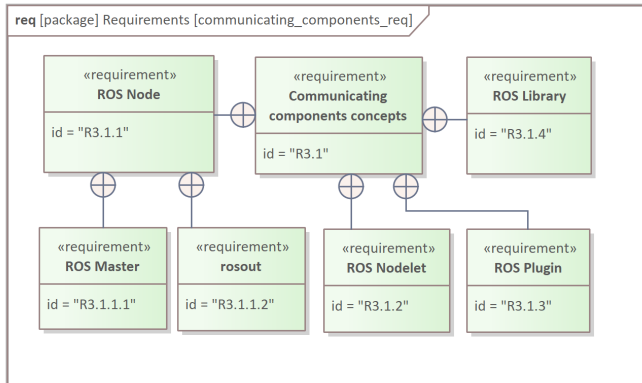 req [package] Requirements [communicating_components_req]
«requirement»
ROS Node
id = "R3.1.1"
«requirement»
Communicating
components concepts
id = "R3.1"
«requirement»
ROS Library
id = "R3.1.4"
«requirement»
ROS Master
id = "R3.1.1.1"
«requirement»
rosout
id = "R3.1.1.2"
«requirement»
ROS Nodelet
id = "R3.1.2"
«requirement»
ROS Plugin
id = "R3.1.3"